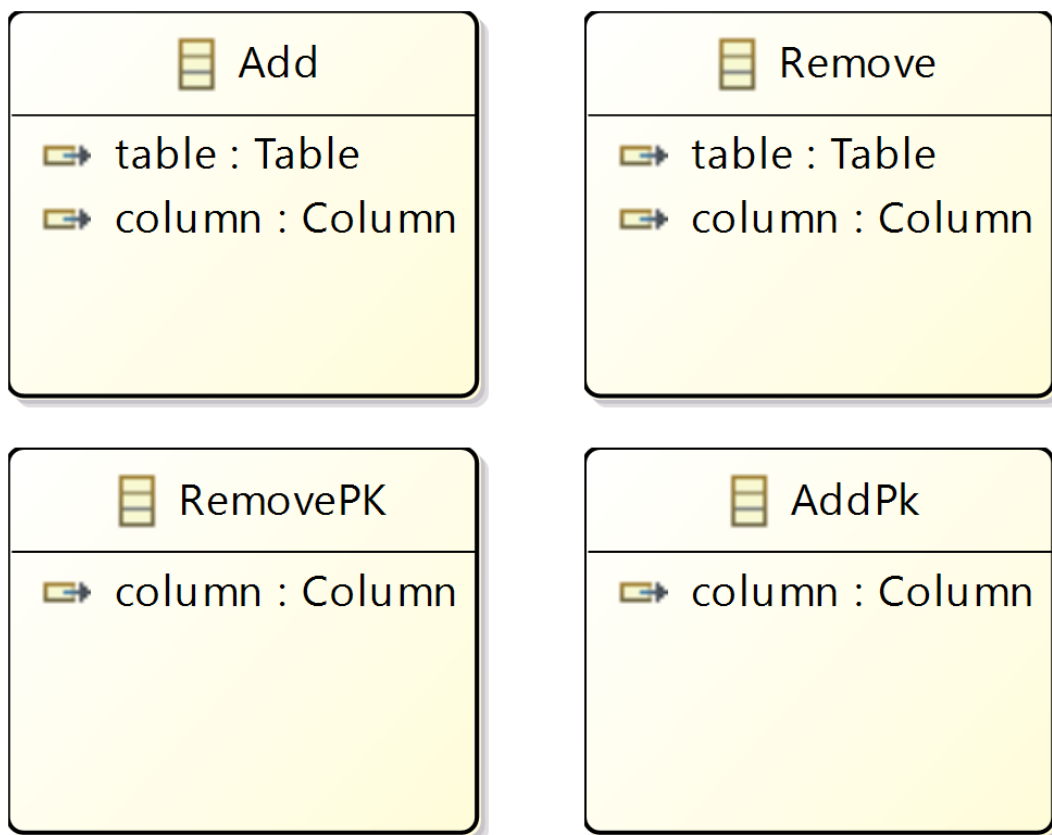 Add
table : Table
column : Column
Remove
table : Table
column : Column
RemovePK
column : Column
AddPk
column : Column